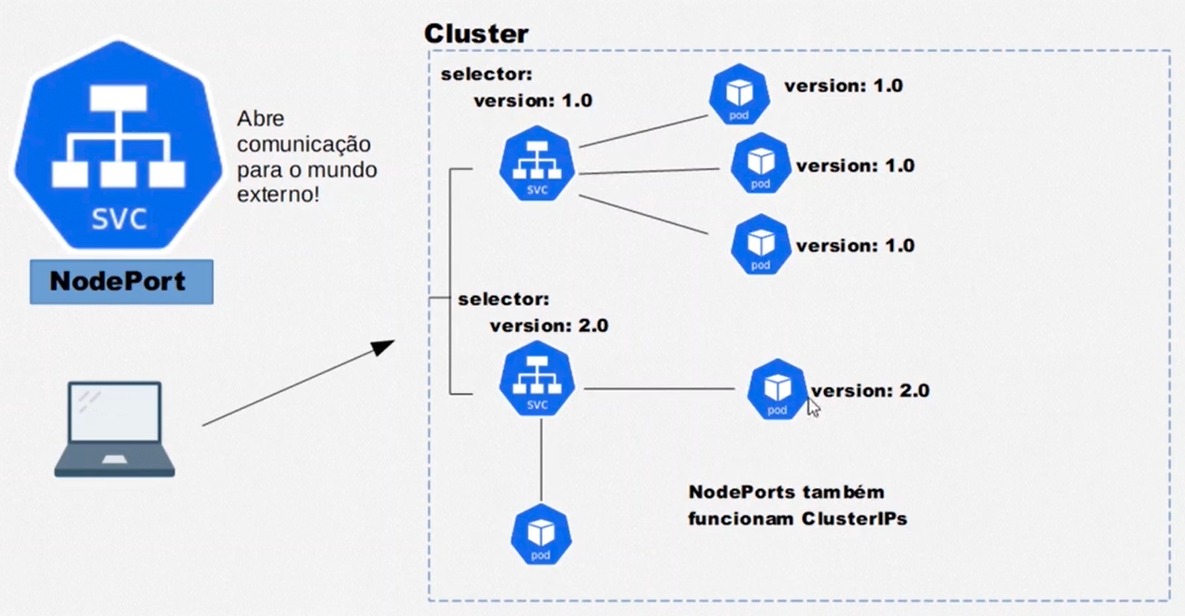 Cluster
selector:
version: 1.0
pod
version: 1.0
Abre
comunicação
para o mundo
externo!
svc
svc
pod
version: 1.0
pod
version: 1.0
NodePort
selector:
version: 2.0
svc
pod
version: 2.0
NodePorts também
funcionam ClusterIPs
pod